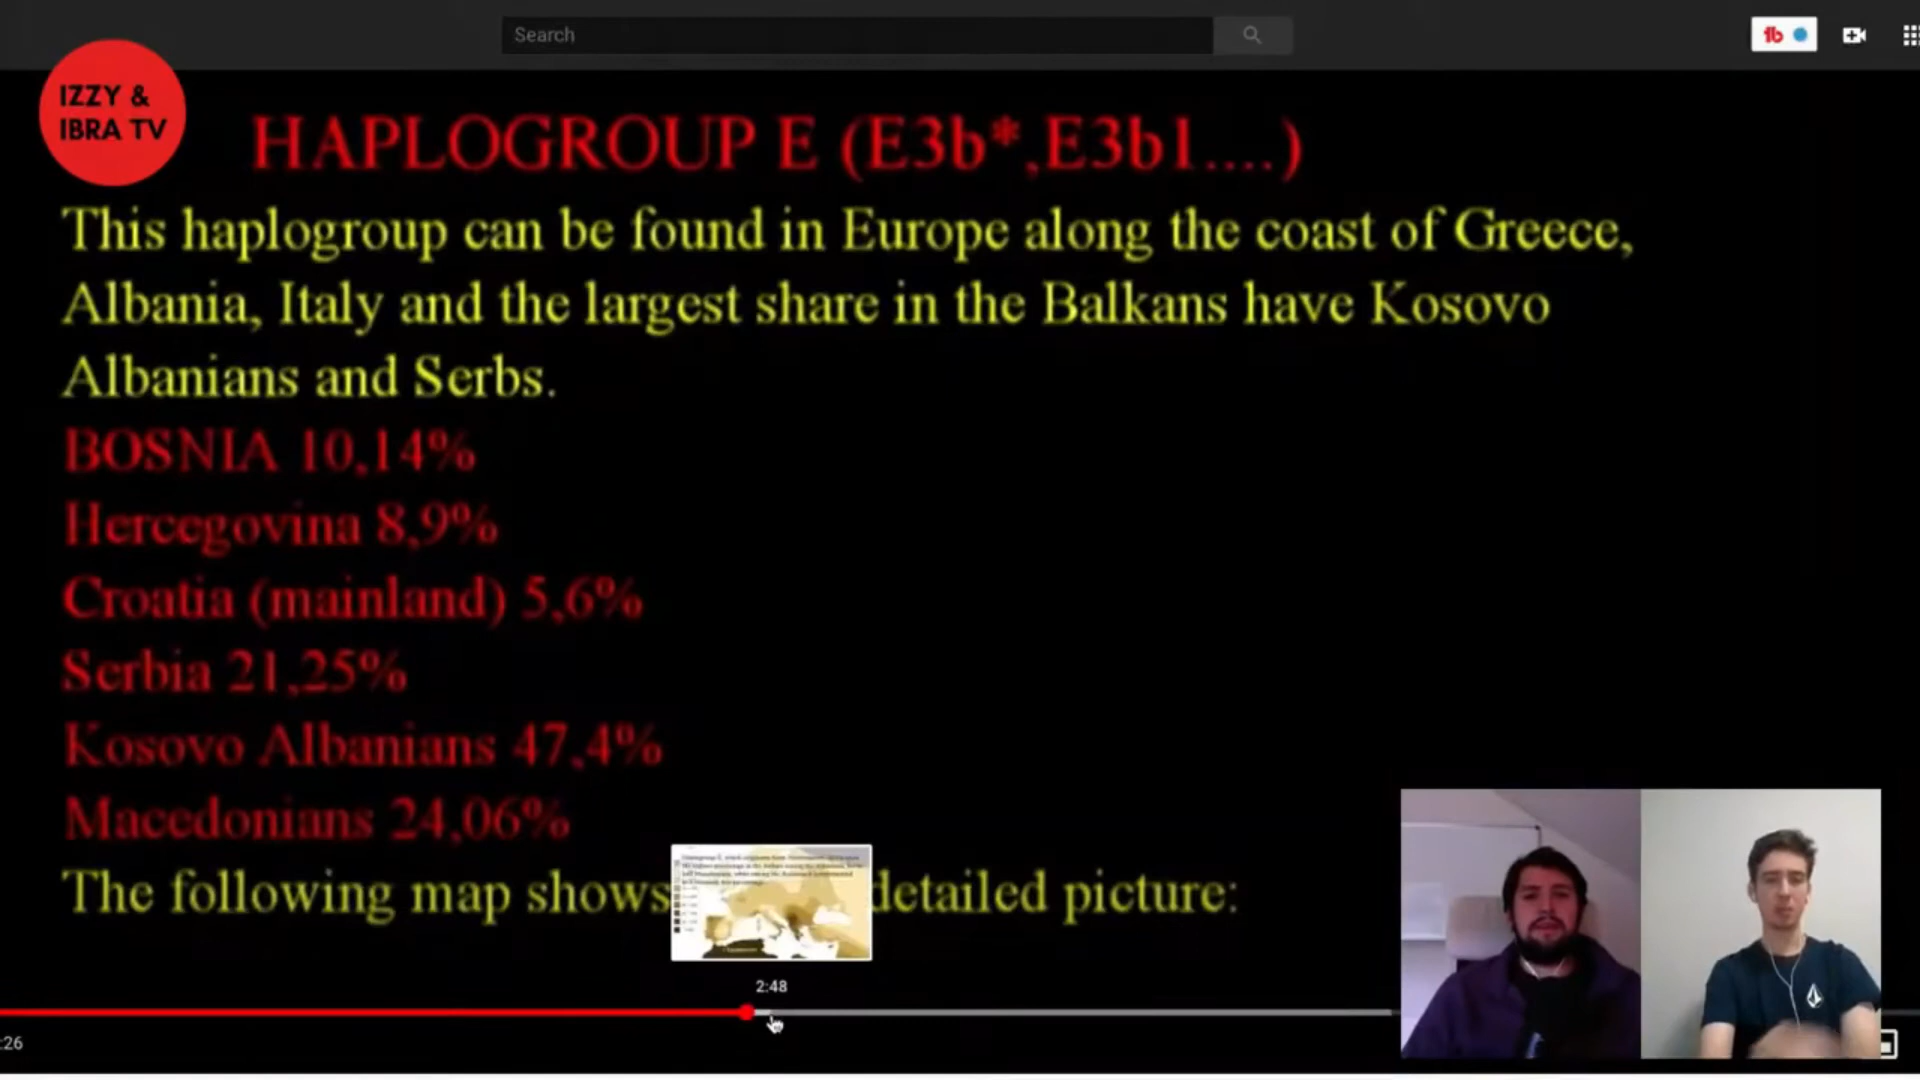 Search
IZZY &
IBRA TV
HAPLOGROUP E (E3b*,E3b1....)
This haplogroup can be found in Europe along the coast of Greece,
Albania, Italy and the largest share in the Balkans have Kosovo
Albanians and Serbs.
BOSNIA 10,14%
Hercegovina 8,9%
Croatia (mainland) 5,6%
Serbia 21,25%
Kosovo Albanians 47,4%
Macedonians 24,06%
The following map shows detailed picture:
2:48
:26